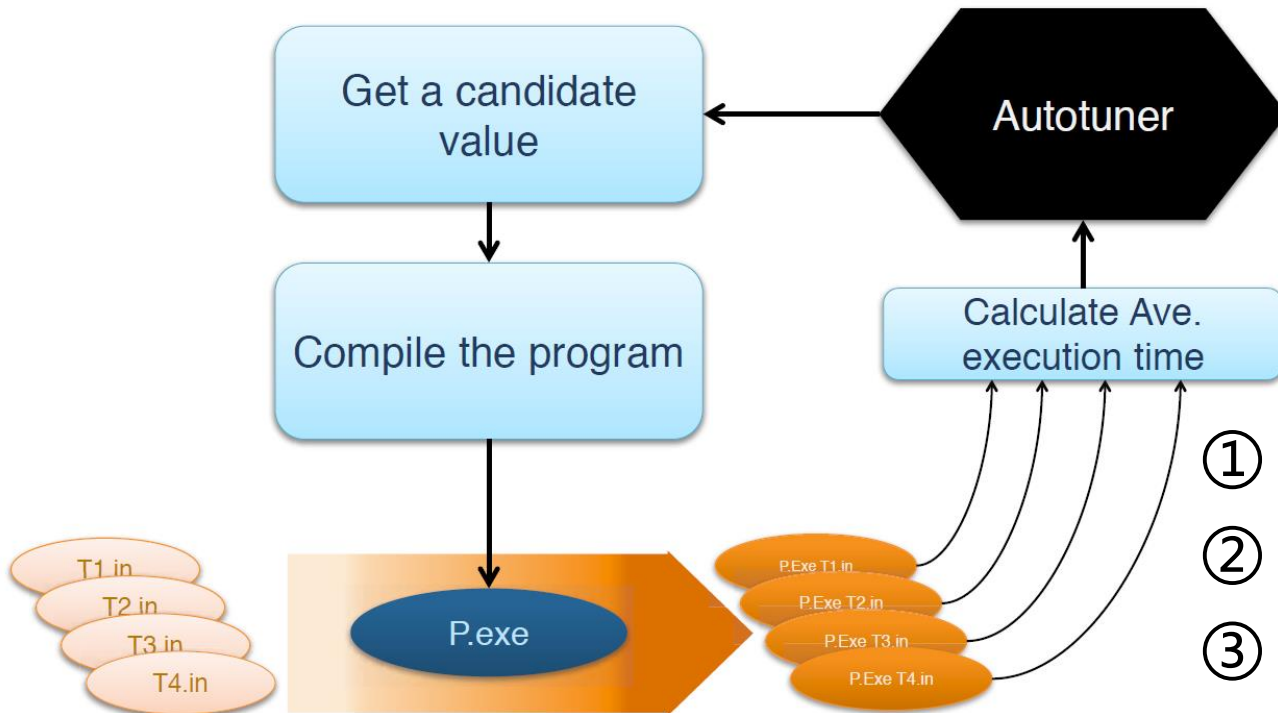 Get a candidate
value
Autotuner
Compile the program
Calculate Ave.
execution time
①
②
③
T1.in
T2.in
T3.in
T4.in
P.exe
P.Exe T1.in
P.Exe T2.in
P.Exe T3.in
P.Exe T4.in